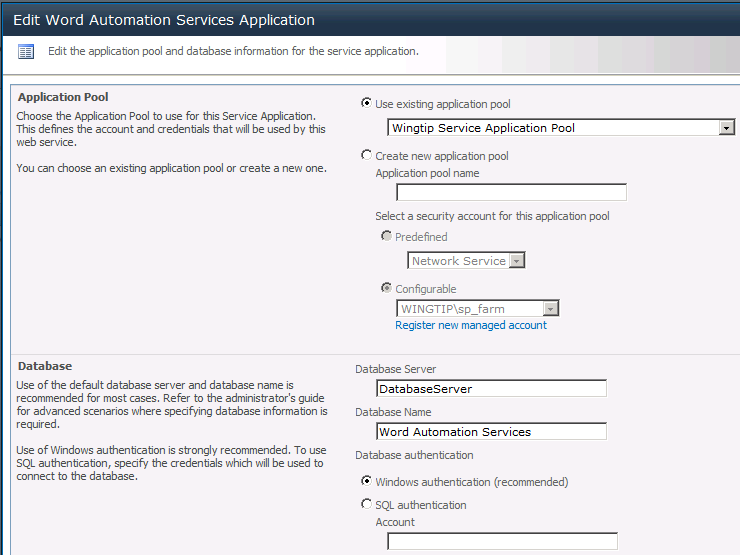 Edit Word Automation Services Application
Edit the application pool and database information for the service application.
Application Pool
Choose the Application Pool to use for this Service Application.
This defines the account and credentials that will be used by this
web service.
You can choose an existing application pool or create a new one.
Use existing application pool
Wingtip Service Application Pool
Create new application pool
Application pool name
Select a security account for this application pool
Predefined
Network Service
Configurable
WINGTIP\sp_farm
Register new managed account
Database
Use of the default database server and database name is
recommended for most cases. Refer to the administrator's guide
for advanced scenarios where specifying database information is
required.
Use of Windows authentication is strongly recommended. To use
SQL authentication, specify the credentials which will be used to
connect to the database.
Database Server
DatabaseServer
Database Name
Word Automation Services
Database authentication
Windows authentication (recommended)
SQL authentication
Account